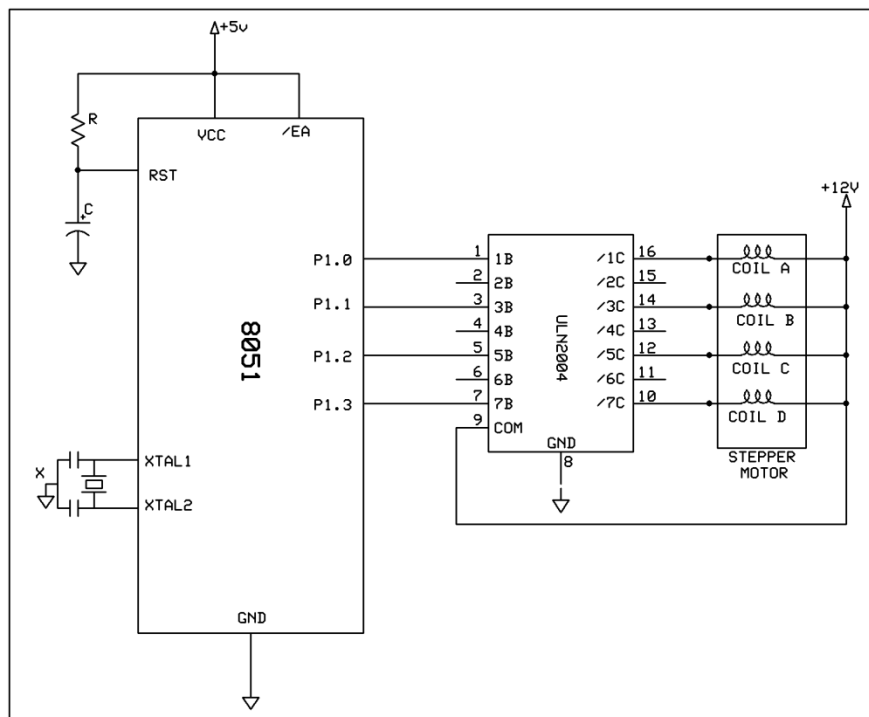 +5v
R
VCC
/EA
RST
C
+
+12V
P1.0
1
1B
/1C
16
COIL A
2
2B
/2C
15
P1.1
3
3B
/3C
14
COIL B
8051
4
4B
ULN2004
/4C
13
P1.2
5
5B
/5C
12
COIL C
6
6B
/6C
11
P1.3
7
7B
/7C
10
COIL D
9
COM
GND
8
STEPPER
MOTOR
X
XTAL1
XTAL2
GND